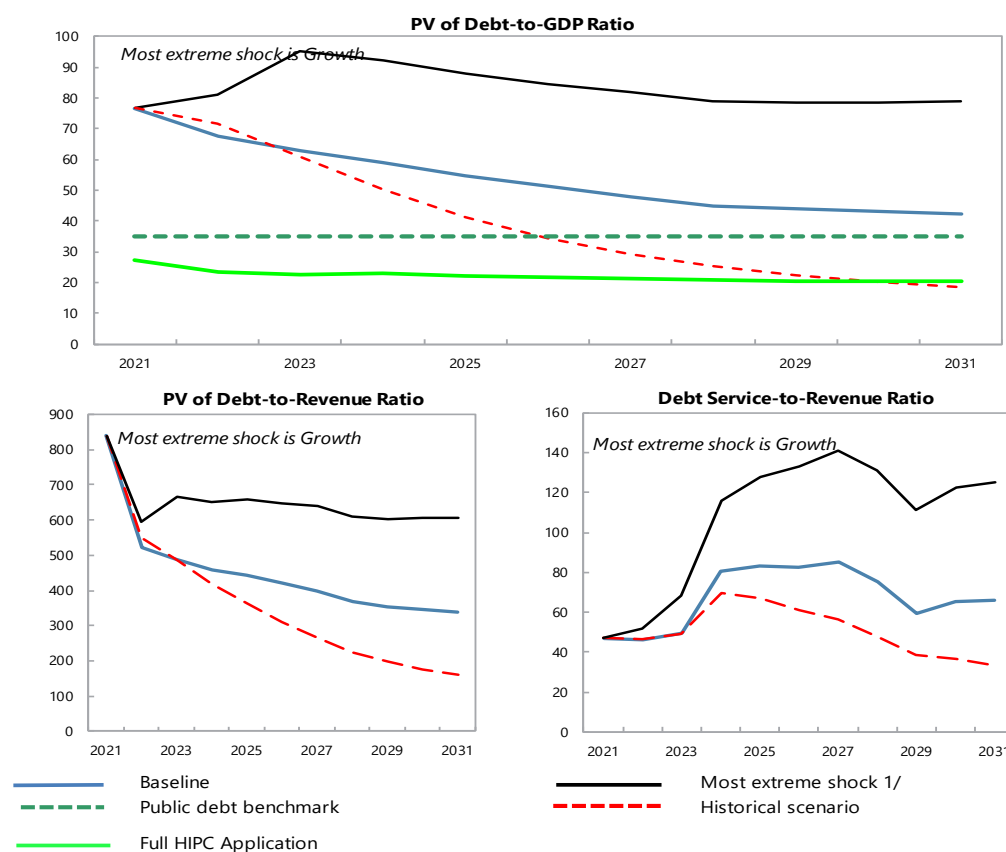 PV of Debt-to-GDP Ratio
Most extreme shock is Growth
100
90
80
70
60
50
40
30
20
10
0
2021 2023 2025 2027 2029 2031
PV of Debt-to-Revenue Ratio
Most extreme shock is Growth
900
800
700
600
500
400
300
200
100
0
2021 2023 2025 2027 2029 2031
Debt Service-to-Revenue Ratio
Most extreme shock is Growth
160
140
120
100
80
60
40
20
0
2021 2023 2025 2027 2029 2031
Baseline
Public debt benchmark
Full HIPC Application
Most extreme shock 1/
Historical scenario